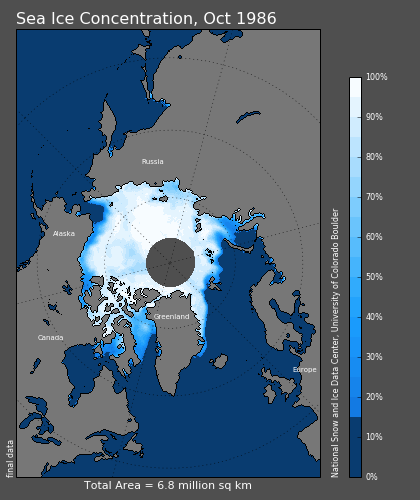 Sea Ice Concentration, Oct 1986
100%
90%
80%
70%
60%
50%
40%
30%
20%
10%
0%
Russia
Alaska
Canada
Greenland
Europe
National Snow and Ice Data Center, University of Colorado Boulder
final data
Total Area = 6.8 million sq km